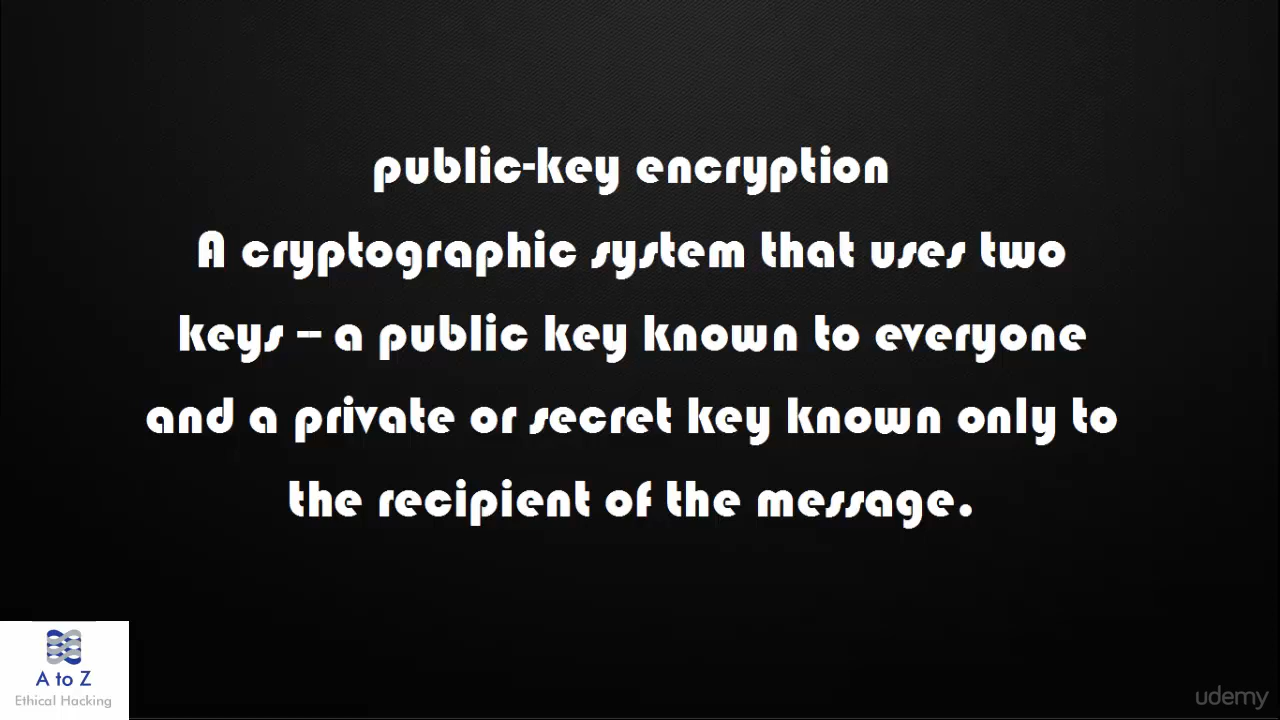 public-key encryption
A cryptographic system that uses two
keys -- a public key known to everyone
and a private or secret key known only to
the recipient of the message.
A to Z
Ethical Hacking
udemy